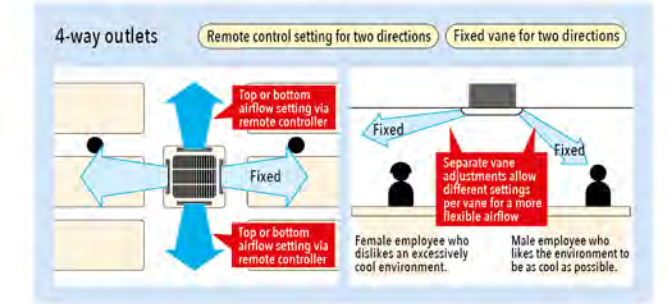 4-way outlets
Remote control setting for two directions
Fixed vane for two directions
Top or bottom
airflow setting via
remote controller
Fixed
Top or bottom
airflow setting via
remote controller
Fixed
Fixed
Separate vane
adjustments allow
different settings
per vane for a more
flexible airflow
Female employee who
dislikes an excessively
cool environment.
Male employee who
likes the environment to
be as cool as possible.